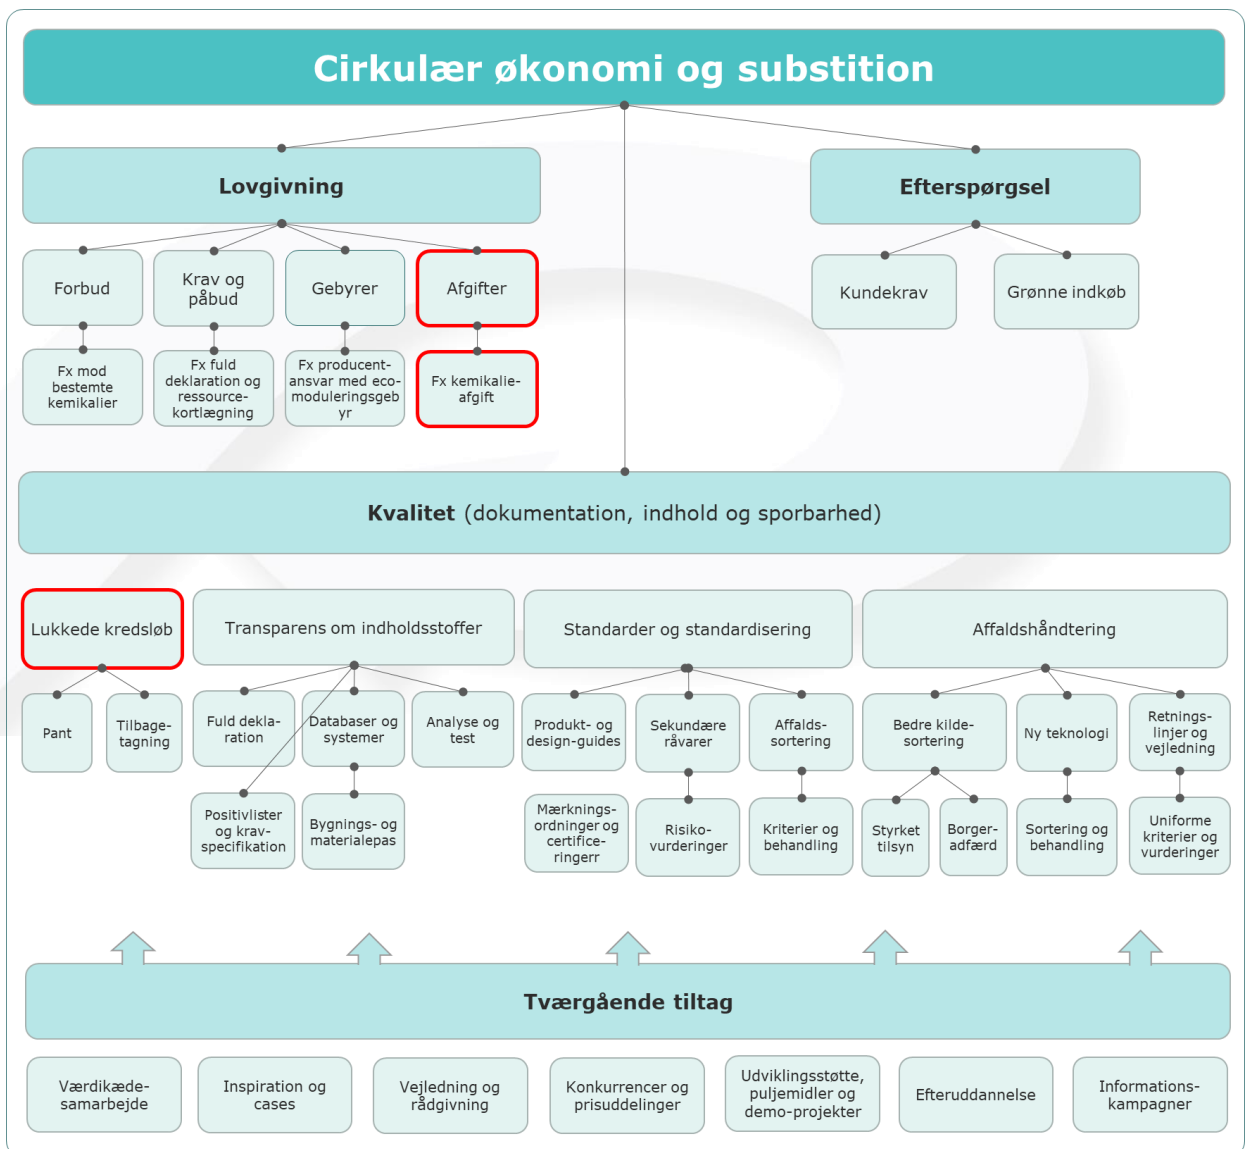 Cirkulær økonomi og substition
Lovgivning
Efterspørgsel
Forbud
Krav og
påbud
Gebyrer
Afgifter
Kundekrav
Grønne indkøb
Fx mod
bestemte
kemikalier
Fx fuld
deklaration og
ressource-
kortlægning
Fx producent-
ansvar med eco-
moduleringsgeb
yr
Fx kemikalie-
afgift
Kvalitet (dokumentation, indhold og sporbarhed)
Lukkede kredsløb
Transparens om indholdsstoffer
Standarder og standardisering
Affaldshåndtering
Pant
Tilbage-
tagning
Fuld dekla-
ration
Databaser og
systemer
Analyse og
test
Produkt- og
design-guides
Sekundære
råvarer
Affalds-
sortering
Bedre kilde-
sortering
Ny teknologi
Retnings-
linjer og
vejledning
Positivlister
og krav-
specifikation
Bygnings- og
materialepas
Mærknings-
ordninger og
certifice-
ringerr
Risiko-
vurderinger
Kriterier og
behandling
Styrket
tilsyn
Borger-
adfærd
Sortering og
behandling
Uniforme
kriterier og
vurderinger
Tværgående tiltag
Værdikæde-
samarbejde
Inspiration og
cases
Vejledning og
rådgivning
Konkurrencer og
prisuddelinger
Udviklingsstøtte,
puljemidler og
demo-projekter
Efteruddannelse
Informations-
kampagner